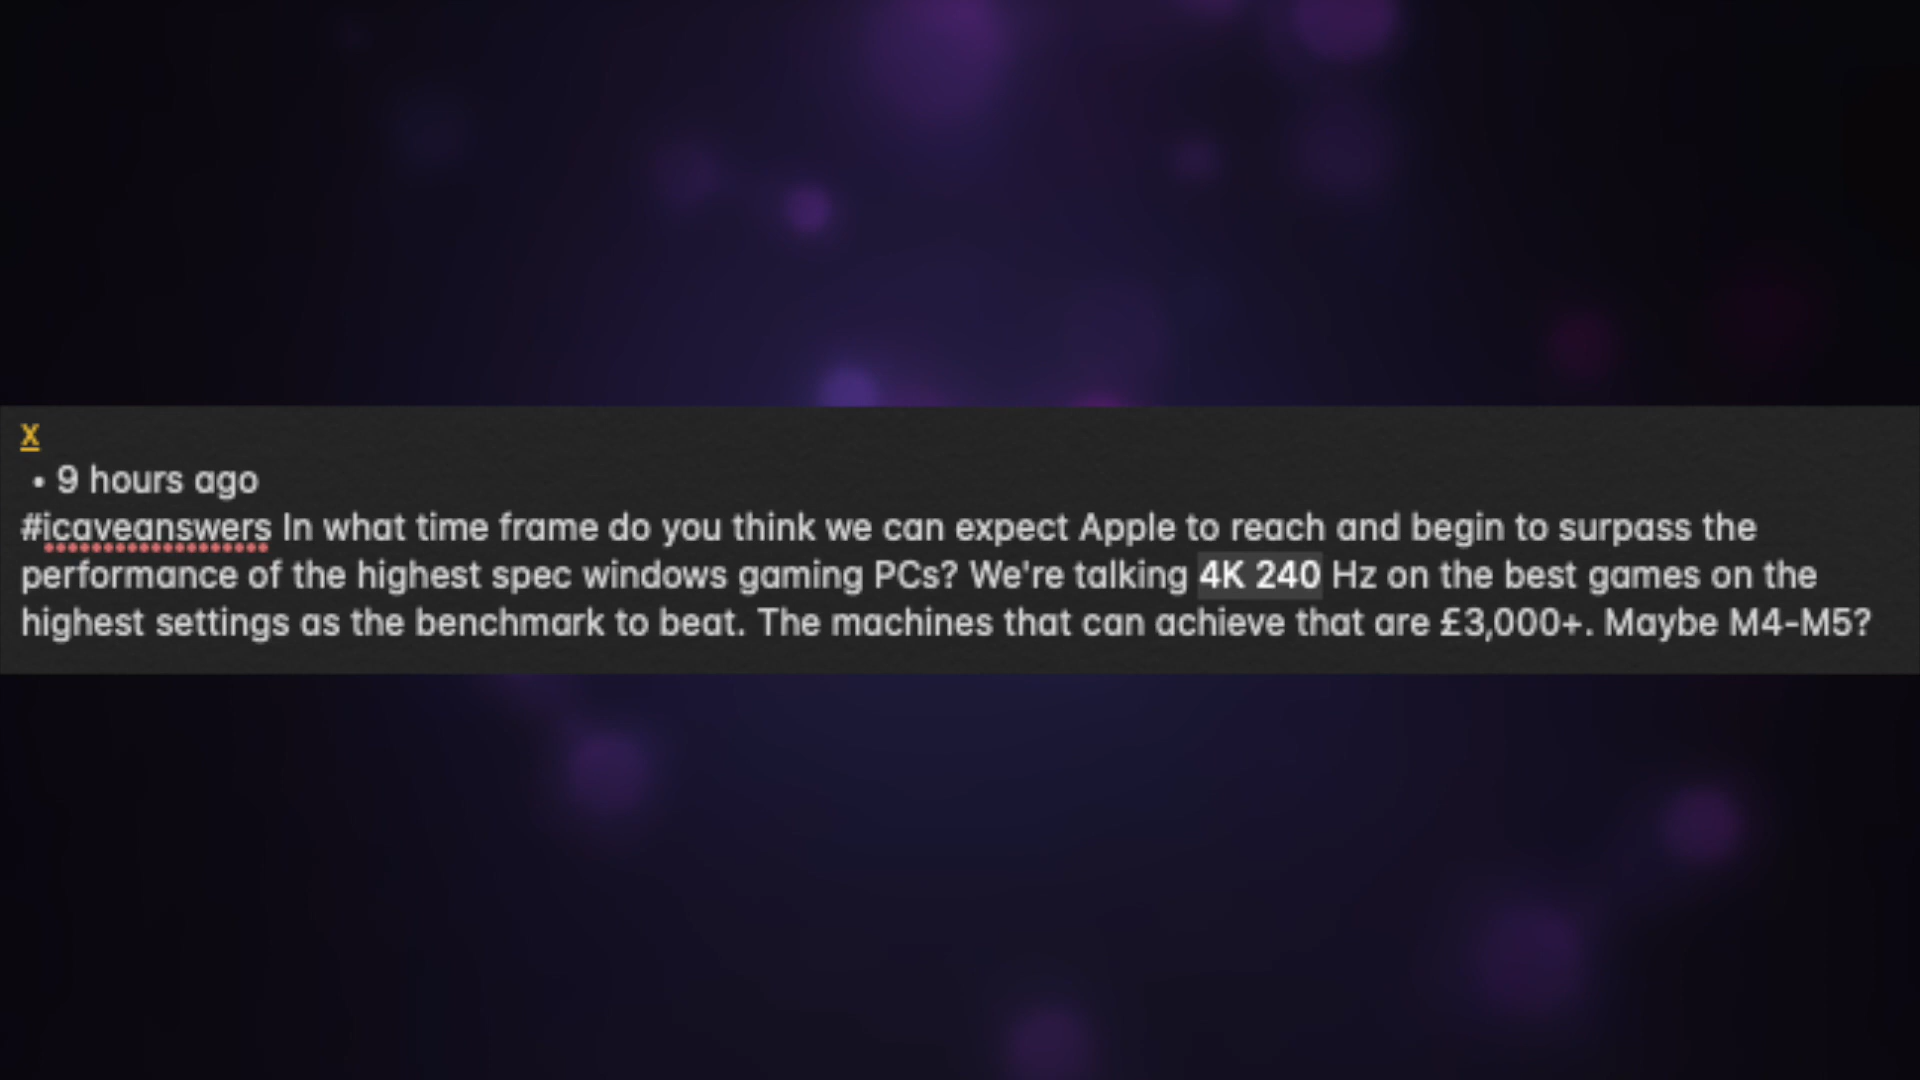 X
• 9 hours ago
#icaveanswers In what time frame do you think we can expect Apple to reach and begin to surpass the
performance of the highest spec windows gaming PCs? We're talking 4K 240 Hz on the best games on the
highest settings as the benchmark to beat. The machines that can achieve that are £3,000+. Maybe M4-M5?